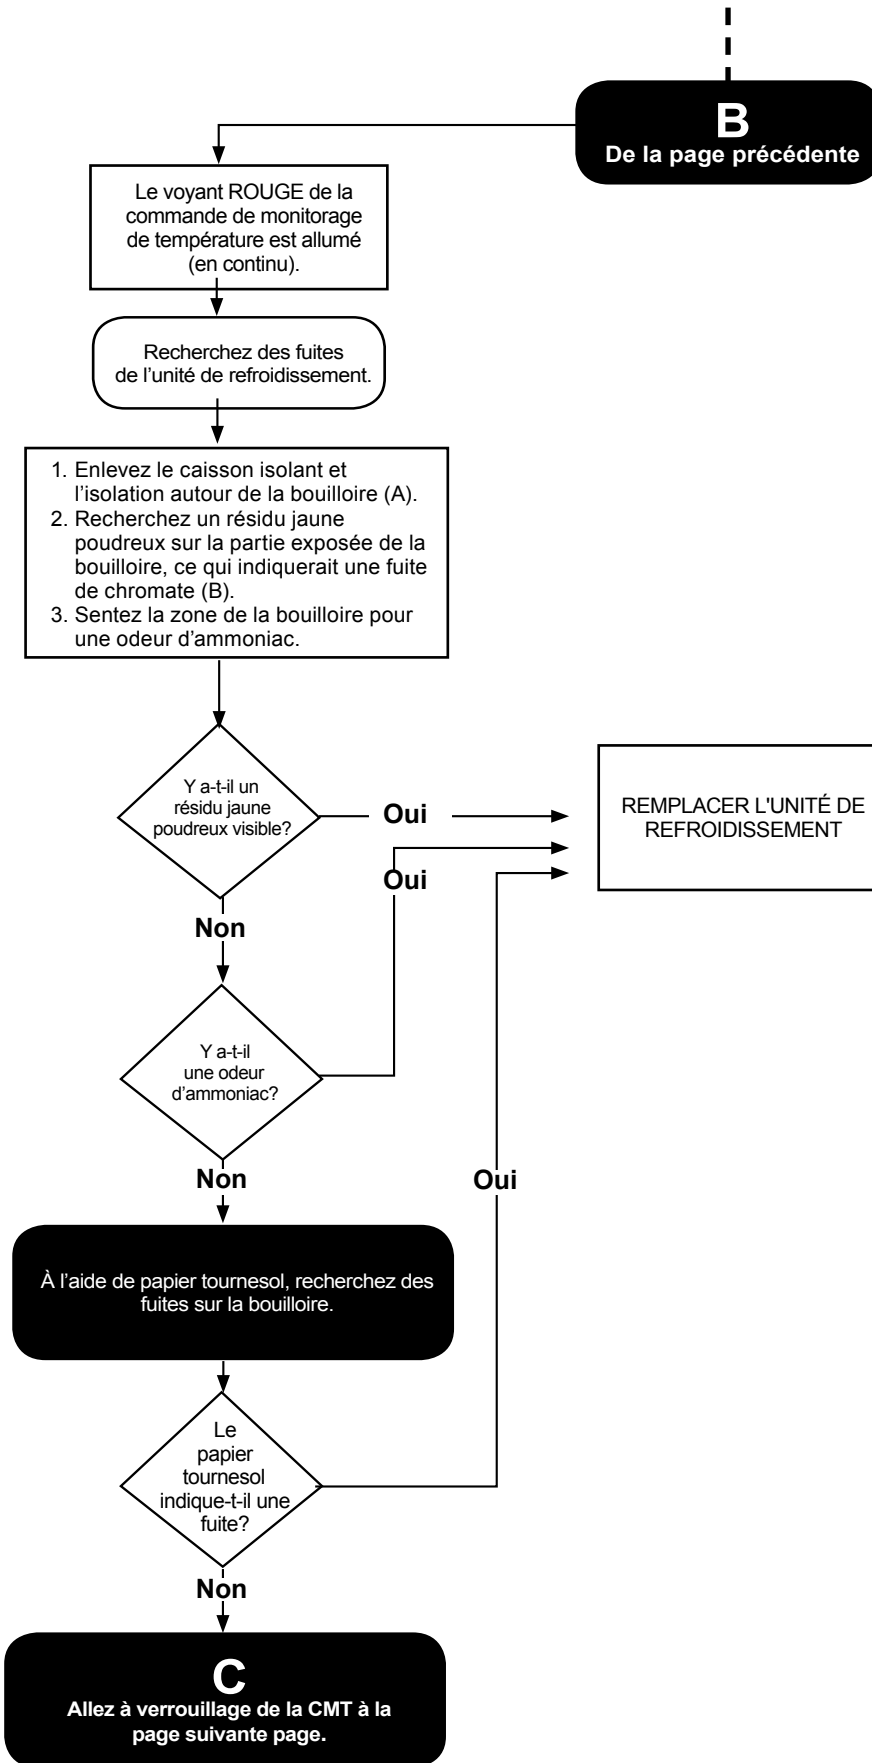 B
De la page précédente
Le voyant ROUGE de la
commande de monitorage
de température est allumé
(en continu).
Recherchez des fuites
de l’unité de refroidissement.
1. Enlevez le caisson isolant et
l’isolation autour de la bouilloire (A).
2. Recherchez un résidu jaune
poudreux sur la partie exposée de la
bouilloire, ce qui indiquerait une fuite
de chromate (B).
3. Sentez la zone de la bouilloire pour
une odeur d’ammoniac.
Y a-t-il un
résidu jaune
poudreux visible?
Oui
REMPLACER L'UNITÉ DE
REFROIDISSEMENT
Oui
Non
Y a-t-il
une odeur
d’ammoniac?
Non
Oui
À l’aide de papier tournesol, recherchez des
fuites sur la bouilloire.
Le
papier
tournesol
indique-t-il une
fuite?
Non
C
Allez à verrouillage de la CMT à la
page suivante page.